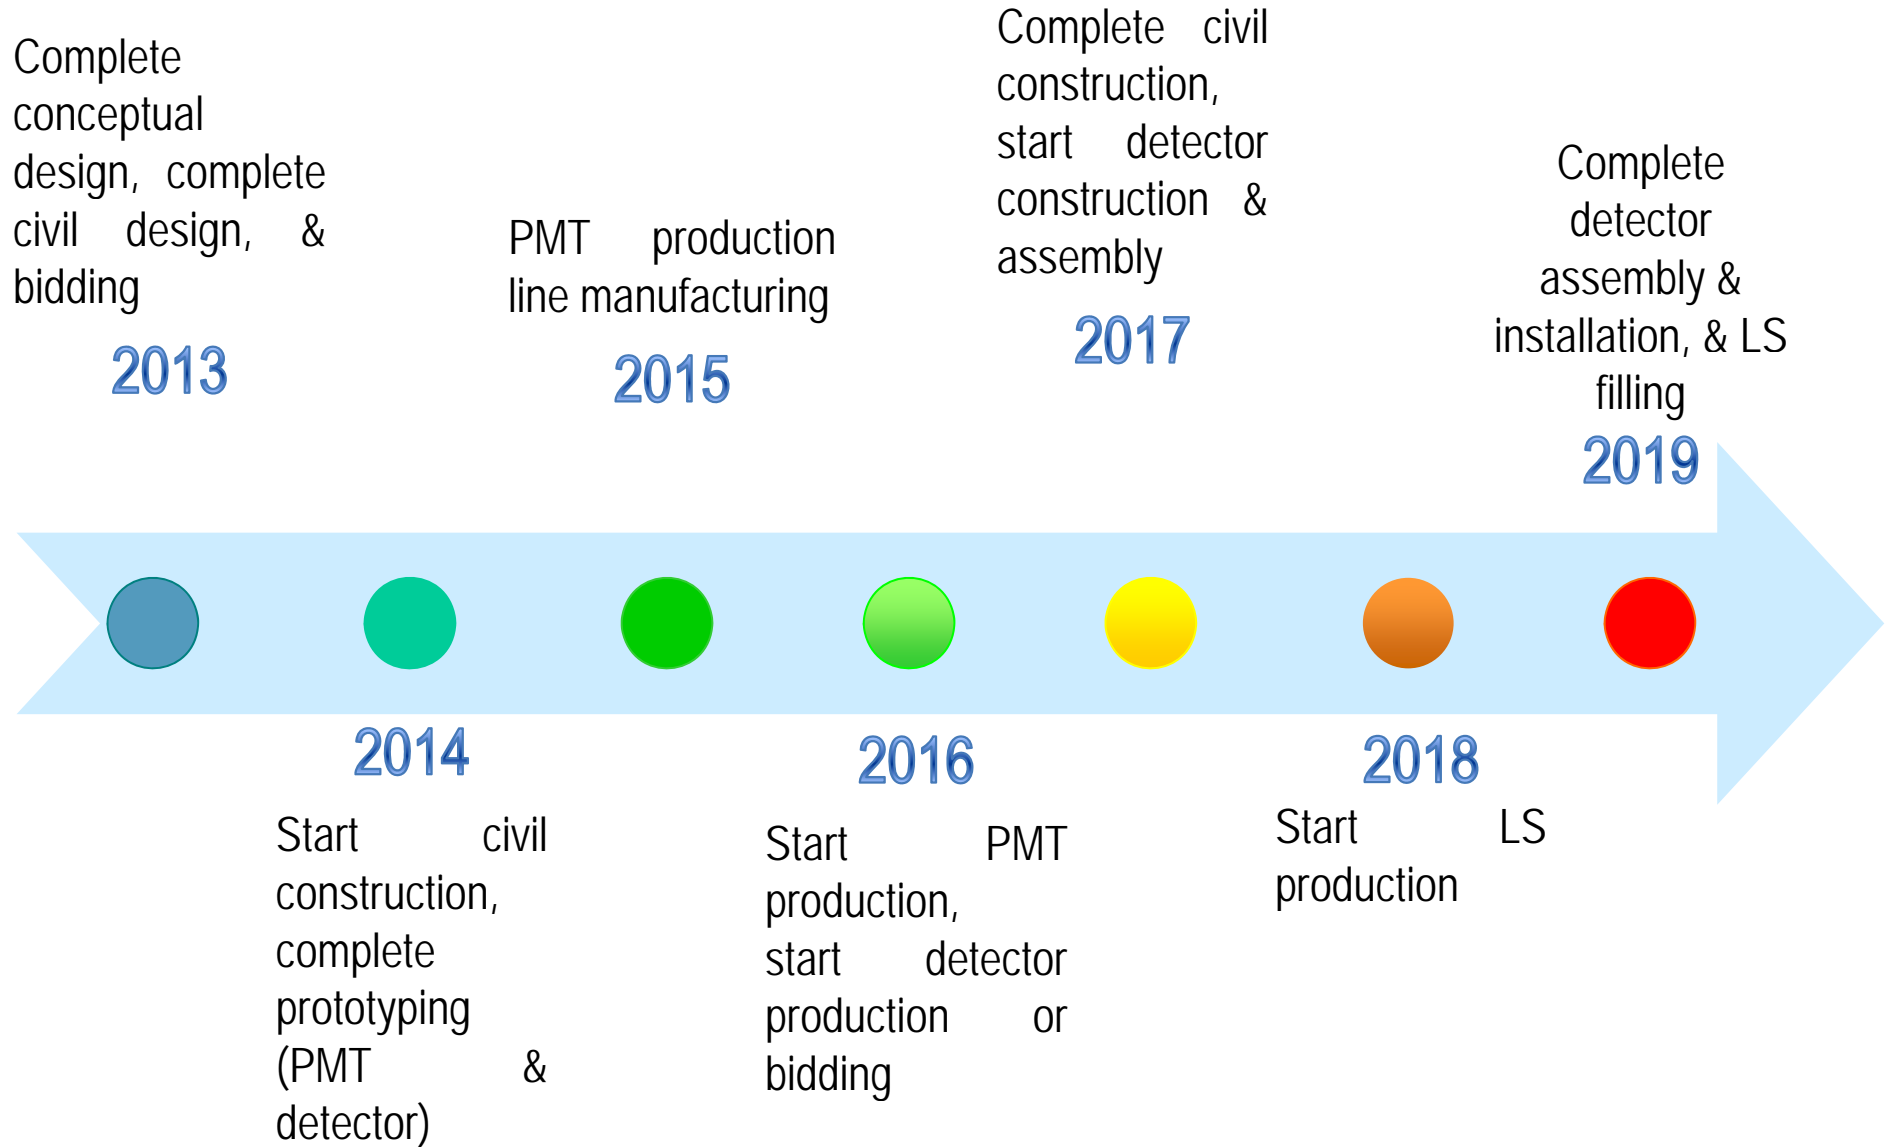 Complete
conceptual
design, complete
civil design, &
bidding
2013
Start civil
construction,
complete
prototyping
(PMT &
detector)
2014
PMT production
line manufacturing
2015
Start PMT
production,
start detector
production or
bidding
2016
Complete civil
construction,
start detector
construction &
assembly
2017
Start LS
production
2018
Complete
detector
assembly &
installation, & LS
filling
2019